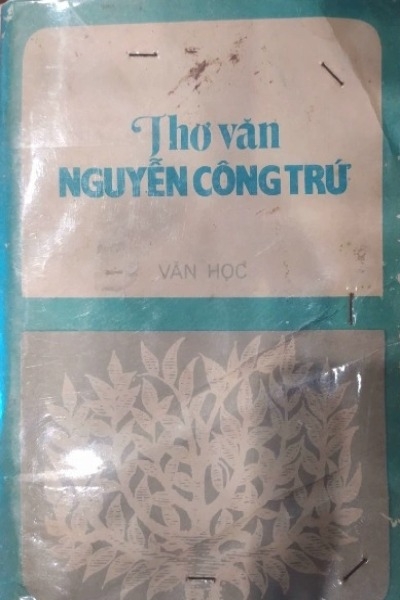 Thơ văn
NGUYỄN CÔNG TRỨ
VĂN HỌC